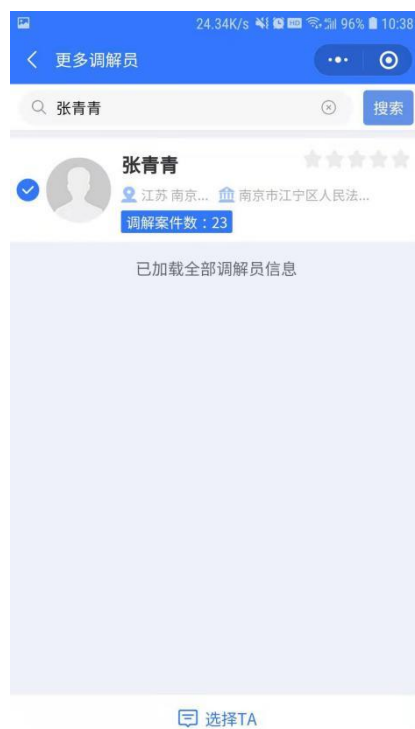 24.34K/s HD 5G 96% 10:38
更多调解员
张青青 搜索
张青青
江苏 南京... 南京市江宁区人民法...
调解案件数：23
已加载全部调解员信息
选择TA